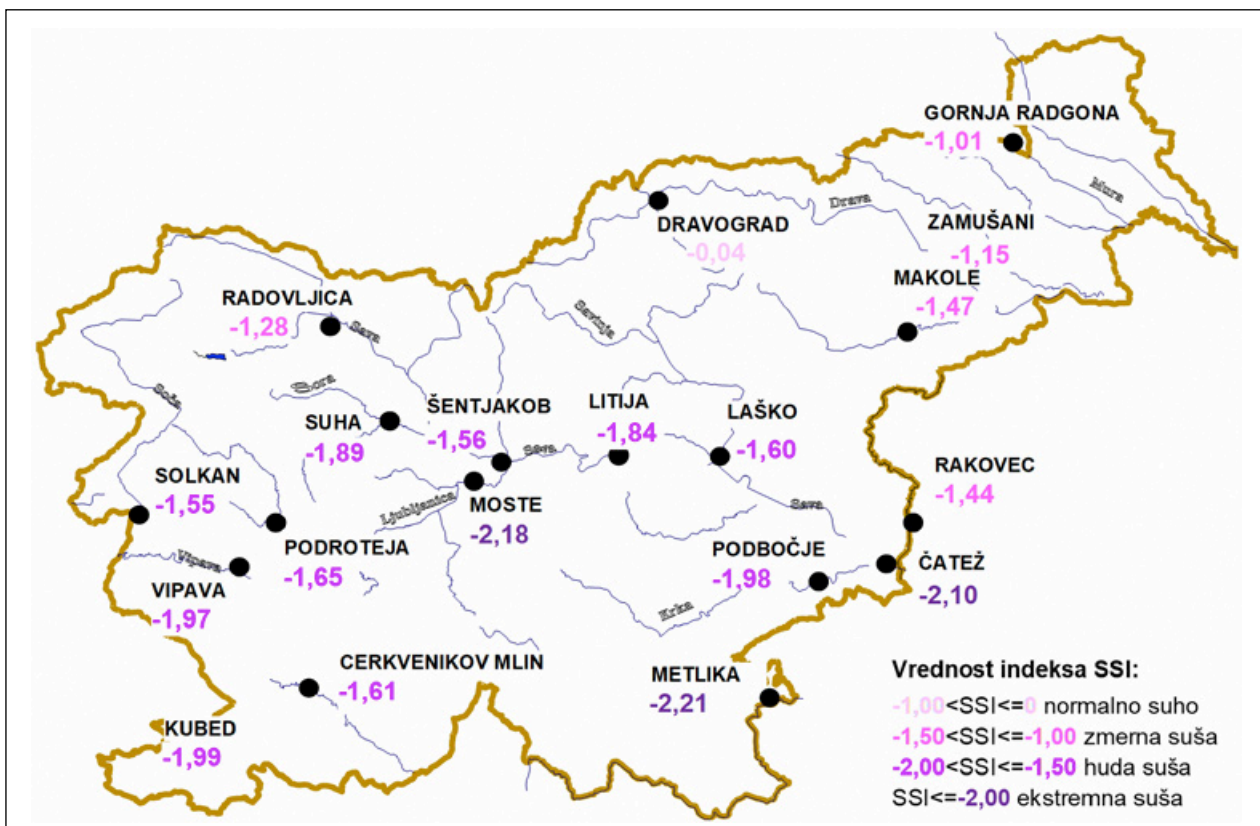 GORNJA RADGONA
-1,01
Mura
DRAVOGRAD
-0,04
Drava
ZAMUŠANI
-1,15
MAKOLE
-1,47
RADOVLJICA
-1,28
Sava
Savinja
Soča
Sora
SUHA
-1,89
ŠENTJAKOB
-1,56
Sava
LITIJA
-1,84
LAŠKO
-1,60
RAKOVEC
-1,44
SOLKAN
-1,55
Ljubljanica
MOSTE
-2,18
Sava
PODROTEJA
-1,65
Vipava
VIPAVA
-1,97
PODBOČJE
-1,98
ČATEŽ
-2,10
Krka
CERKVENIKOV MLIN
-1,61
METLIKA
-2,21
KUBED
-1,99
Vrednost indeksa SSI:
-1,00<SSI<=0 normalno suho
-1,50<SSI<=-1,00 zmerna suša
-2,00<SSI<=-1,50 huda suša
SSI<=-2,00 ekstremna suša